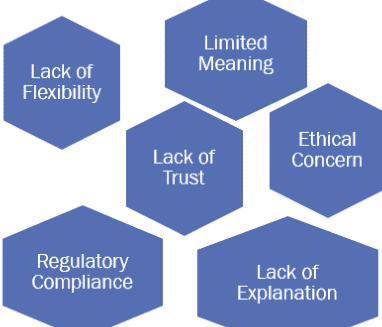 Limited
Meaning
Lack of
Flexibility
Ethical
Concern
Lack of
Trust
Regulatory
Compliance
Lack of
Explanation